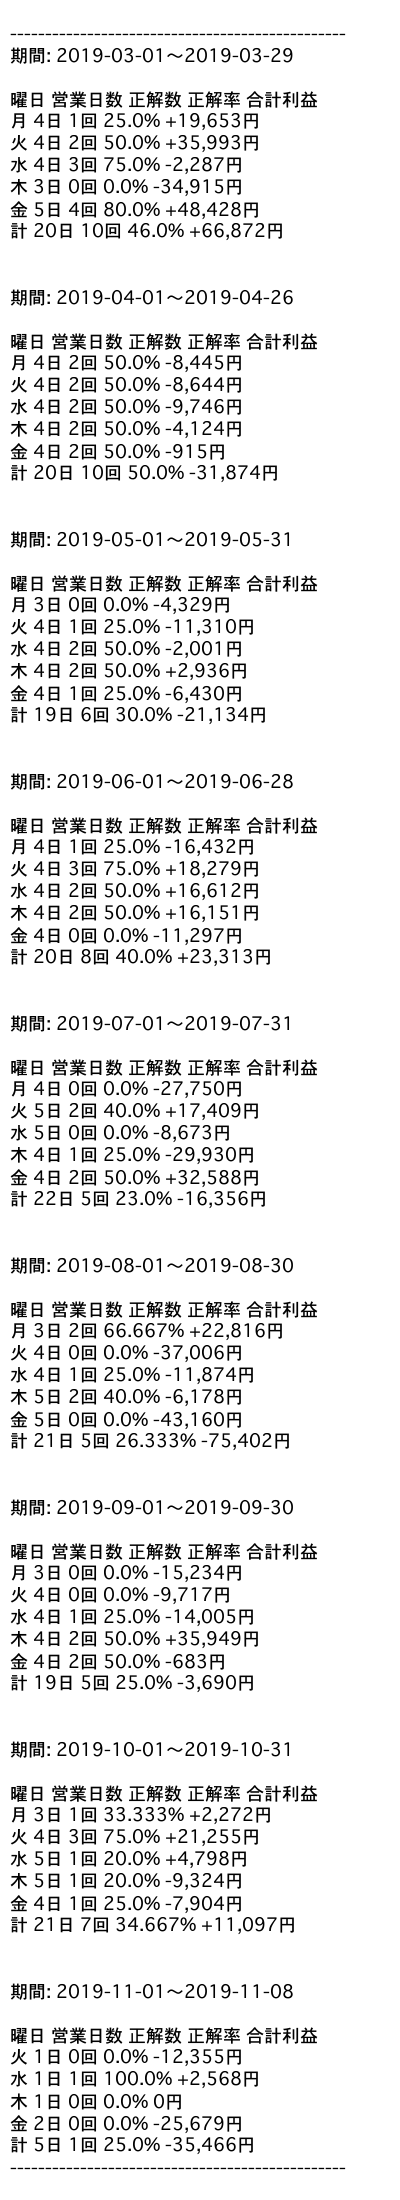 ------------------------------------------------
期間: 2019-03-01〜2019-03-29
曜日 営業日数 正解数 正解率 合計利益
月 4日 1回 25.0% +19,653円
火 4日 2回 50.0% +35,993円
水 4日 3回 75.0% -2,287円
木 3日 0回 0.0% -34,915円
金 5日 4回 80.0% +48,428円
計 20日 10回 46.0% +66,872円
期間: 2019-04-01〜2019-04-26
曜日 営業日数 正解数 正解率 合計利益
月 4日 2回 50.0% -8,445円
火 4日 2回 50.0% -8,644円
水 4日 2回 50.0% -9,746円
木 4日 2回 50.0% -4,124円
金 4日 2回 50.0% -915円
計 20日 10回 50.0% -31,874円
期間: 2019-05-01〜2019-05-31
曜日 営業日数 正解数 正解率 合計利益
月 3日 0回 0.0% -4,329円
火 4日 1回 25.0% -11,310円
水 4日 2回 50.0% -2,001円
木 4日 2回 50.0% +2,936円
金 4日 1回 25.0% -6,430円
計 19日 6回 30.0% -21,134円
期間: 2019-06-01〜2019-06-28
曜日 営業日数 正解数 正解率 合計利益
月 4日 1回 25.0% -16,432円
火 4日 3回 75.0% +18,279円
水 4日 2回 50.0% +16,612円
木 4日 2回 50.0% +16,151円
金 4日 0回 0.0% -11,297円
計 20日 8回 40.0% +23,313円
期間: 2019-07-01〜2019-07-31
曜日 営業日数 正解数 正解率 合計利益
月 4日 0回 0.0% -27,750円
火 5日 2回 40.0% +17,409円
水 5日 0回 0.0% -8,673円
木 4日 1回 25.0% -29,930円
金 4日 2回 50.0% +32,588円
計 22日 5回 23.0% -16,356円
期間: 2019-08-01〜2019-08-30
曜日 営業日数 正解数 正解率 合計利益
月 3日 2回 66.667% +22,816円
火 4日 0回 0.0% -37,006円
水 4日 1回 25.0% -11,874円
木 5日 2回 40.0% -6,178円
金 5日 0回 0.0% -43,160円
計 21日 5回 26.333% -75,402円
期間: 2019-09-01〜2019-09-30
曜日 営業日数 正解数 正解率 合計利益
月 3日 0回 0.0% -15,234円
火 4日 0回 0.0% -9,717円
水 4日 1回 25.0% -14,005円
木 4日 2回 50.0% +35,949円
金 4日 2回 50.0% -683円
計 19日 5回 25.0% -3,690円
期間: 2019-10-01〜2019-10-31
曜日 営業日数 正解数 正解率 合計利益
月 3日 1回 33.333% +2,272円
火 4日 3回 75.0% +21,255円
水 5日 1回 20.0% +4,798円
木 5日 1回 20.0% -9,324円
金 4日 1回 25.0% -7,904円
計 21日 7回 34.667% +11,097円
期間: 2019-11-01〜2019-11-08
曜日 営業日数 正解数 正解率 合計利益
火 1日 0回 0.0% -12,355円
水 1日 1回 100.0% +2,568円
木 1日 0回 0.0% 0円
金 2日 0回 0.0% -25,679円
計 5日 1回 25.0% -35,466円
------------------------------------------------